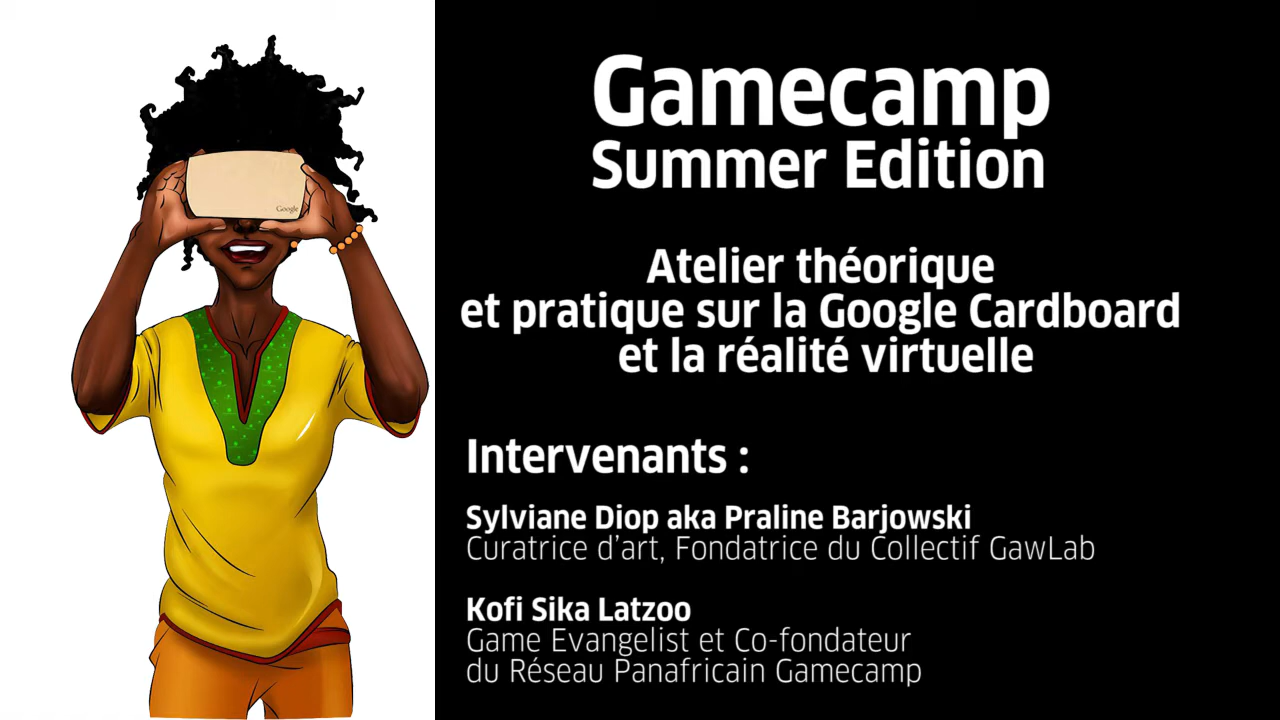 Google
Gamecamp
Summer Edition
Atelier théorique
et pratique sur la Google Cardboard
et la réalité virtuelle
Intervenants :
Sylviane Diop aka Praline Barjowski
Curatrice d’art, Fondatrice du Collectif GawLab
Kofi Sika Latzoo
Game Evangelist et Co-fondateur
du Réseau Panafricain Gamecamp